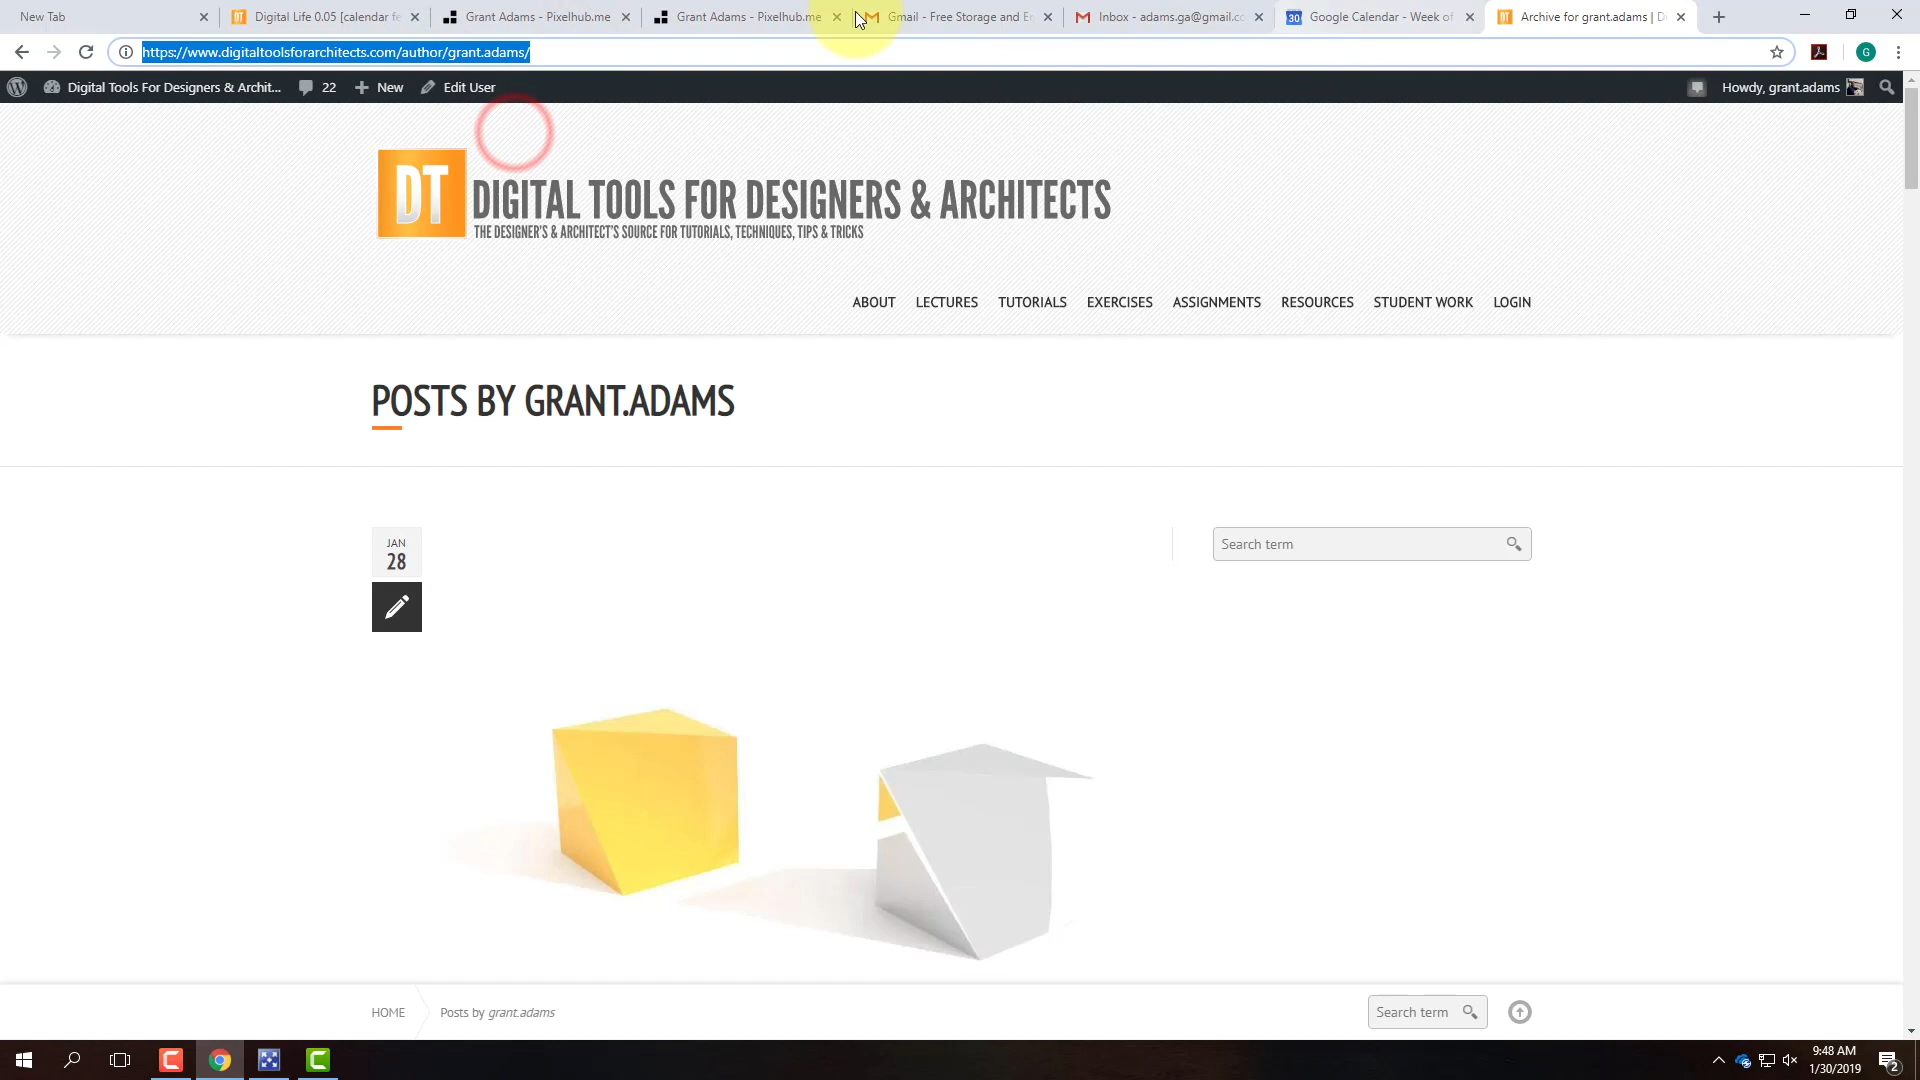 New Tab
Digital Life 0.05 [calendar fe
Grant Adams - Pixelhub.me
Grant Adams - Pixelhub.me
Gmail - Free Storage and E
Inbox - adams.ga@gmail.co
30
Google Calendar - Week of
Archive for grant.adams | D
https://www.digitaltoolsforarchitects.com/author/grant.adams/
G
Digital Tools For Designers & Archit...
22
New
Edit User
Howdy, grant.adams
DT
DIGITAL TOOLS FOR DESIGNERS & ARCHITECTS
THE DESIGNER'S & ARCHITECT'S SOURCE FOR TUTORIALS, TECHNIQUES, TIPS & TRICKS
ABOUT LECTURES TUTORIALS EXERCISES ASSIGNMENTS RESOURCES STUDENT WORK LOGIN
POSTS BY GRANT.ADAMS
JAN
28
Search term
HOME
Posts by grant.adams
Search term
9:48 AM
1/30/2019
2